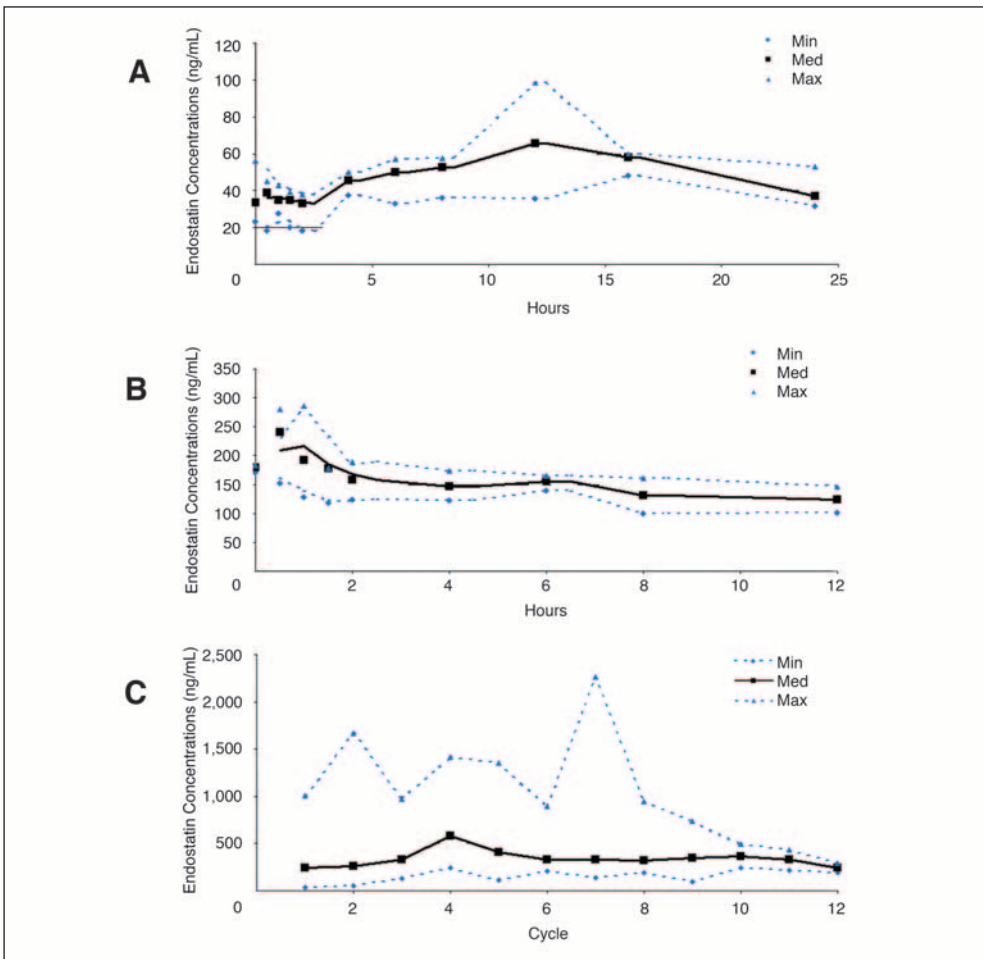 A
Endostatin Concentrations (ng/mL)
120
100
80
60
40
20
0
5
10
15
20
25
Hours
Min
Med
Max
B
Endostatin Concentrations (ng/mL)
350
300
250
200
150
100
50
0
2
4
6
8
10
12
Hours
Min
Med
Max
C
Endostatin Concentrations (ng/mL)
2,500
2,000
1,500
1,000
500
0
2
4
6
8
10
12
Cycle
Min
Med
Max